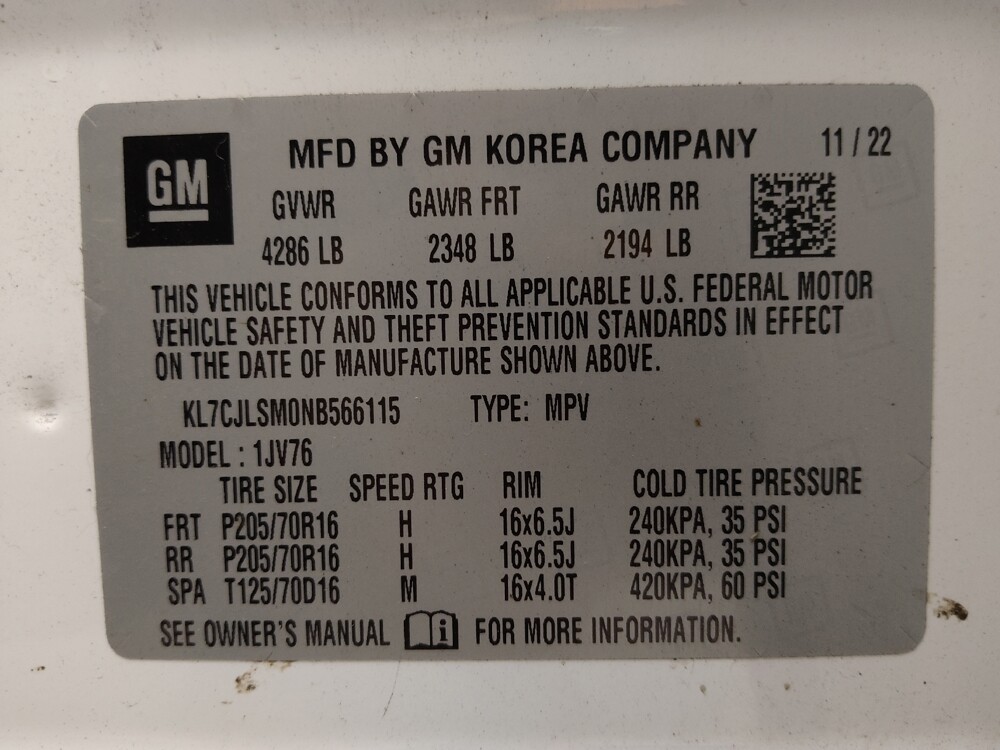 GM
MFD BY GM KOREA COMPANY 11 / 22
GVWR GAWR FRT GAWR RR
4286 LB 2348 LB 2194 LB
THIS VEHICLE CONFORMS TO ALL APPLICABLE U.S. FEDERAL MOTOR
VEHICLE SAFETY AND THEFT PREVENTION STANDARDS IN EFFECT
ON THE DATE OF MANUFACTURE SHOWN ABOVE.
KL7CJLSM0NB566115 TYPE: MPV
MODEL : 1JV76
TIRE SIZE SPEED RTG RIM COLD TIRE PRESSURE
FRT P205/70R16 H 16x6.5J 240KPA, 35 PSI
RR P205/70R16 H 16x6.5J 240KPA, 35 PSI
SPA T125/70D16 M 16x4.0T 420KPA, 60 PSI
SEE OWNER'S MANUAL i FOR MORE INFORMATION.